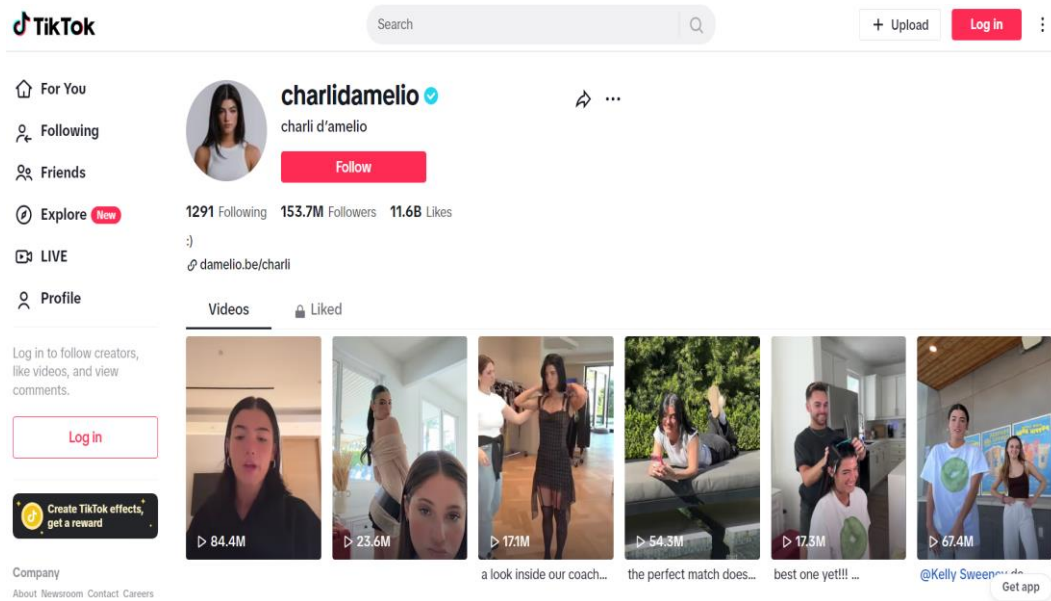 TikTok
Search
+ Upload
Log in
For You
Following
Friends
Explore New
LIVE
Profile
Log in to follow creators,
like videos, and view
comments.
Log in
Create TikTok effects,
get a reward
Company
About Newsroom Contact Careers
charlidamelio
charli d’amelio
Follow
1291 Following 153.7M Followers 11.6B Likes
:)
damelio.be/charli
Videos
Liked
84.4M
23.6M
17.1M
54.3M
17.3M
67.4M
a look inside our coach...
the perfect match does...
best one yet!!! ...
@Kelly Sweeney do
Get app